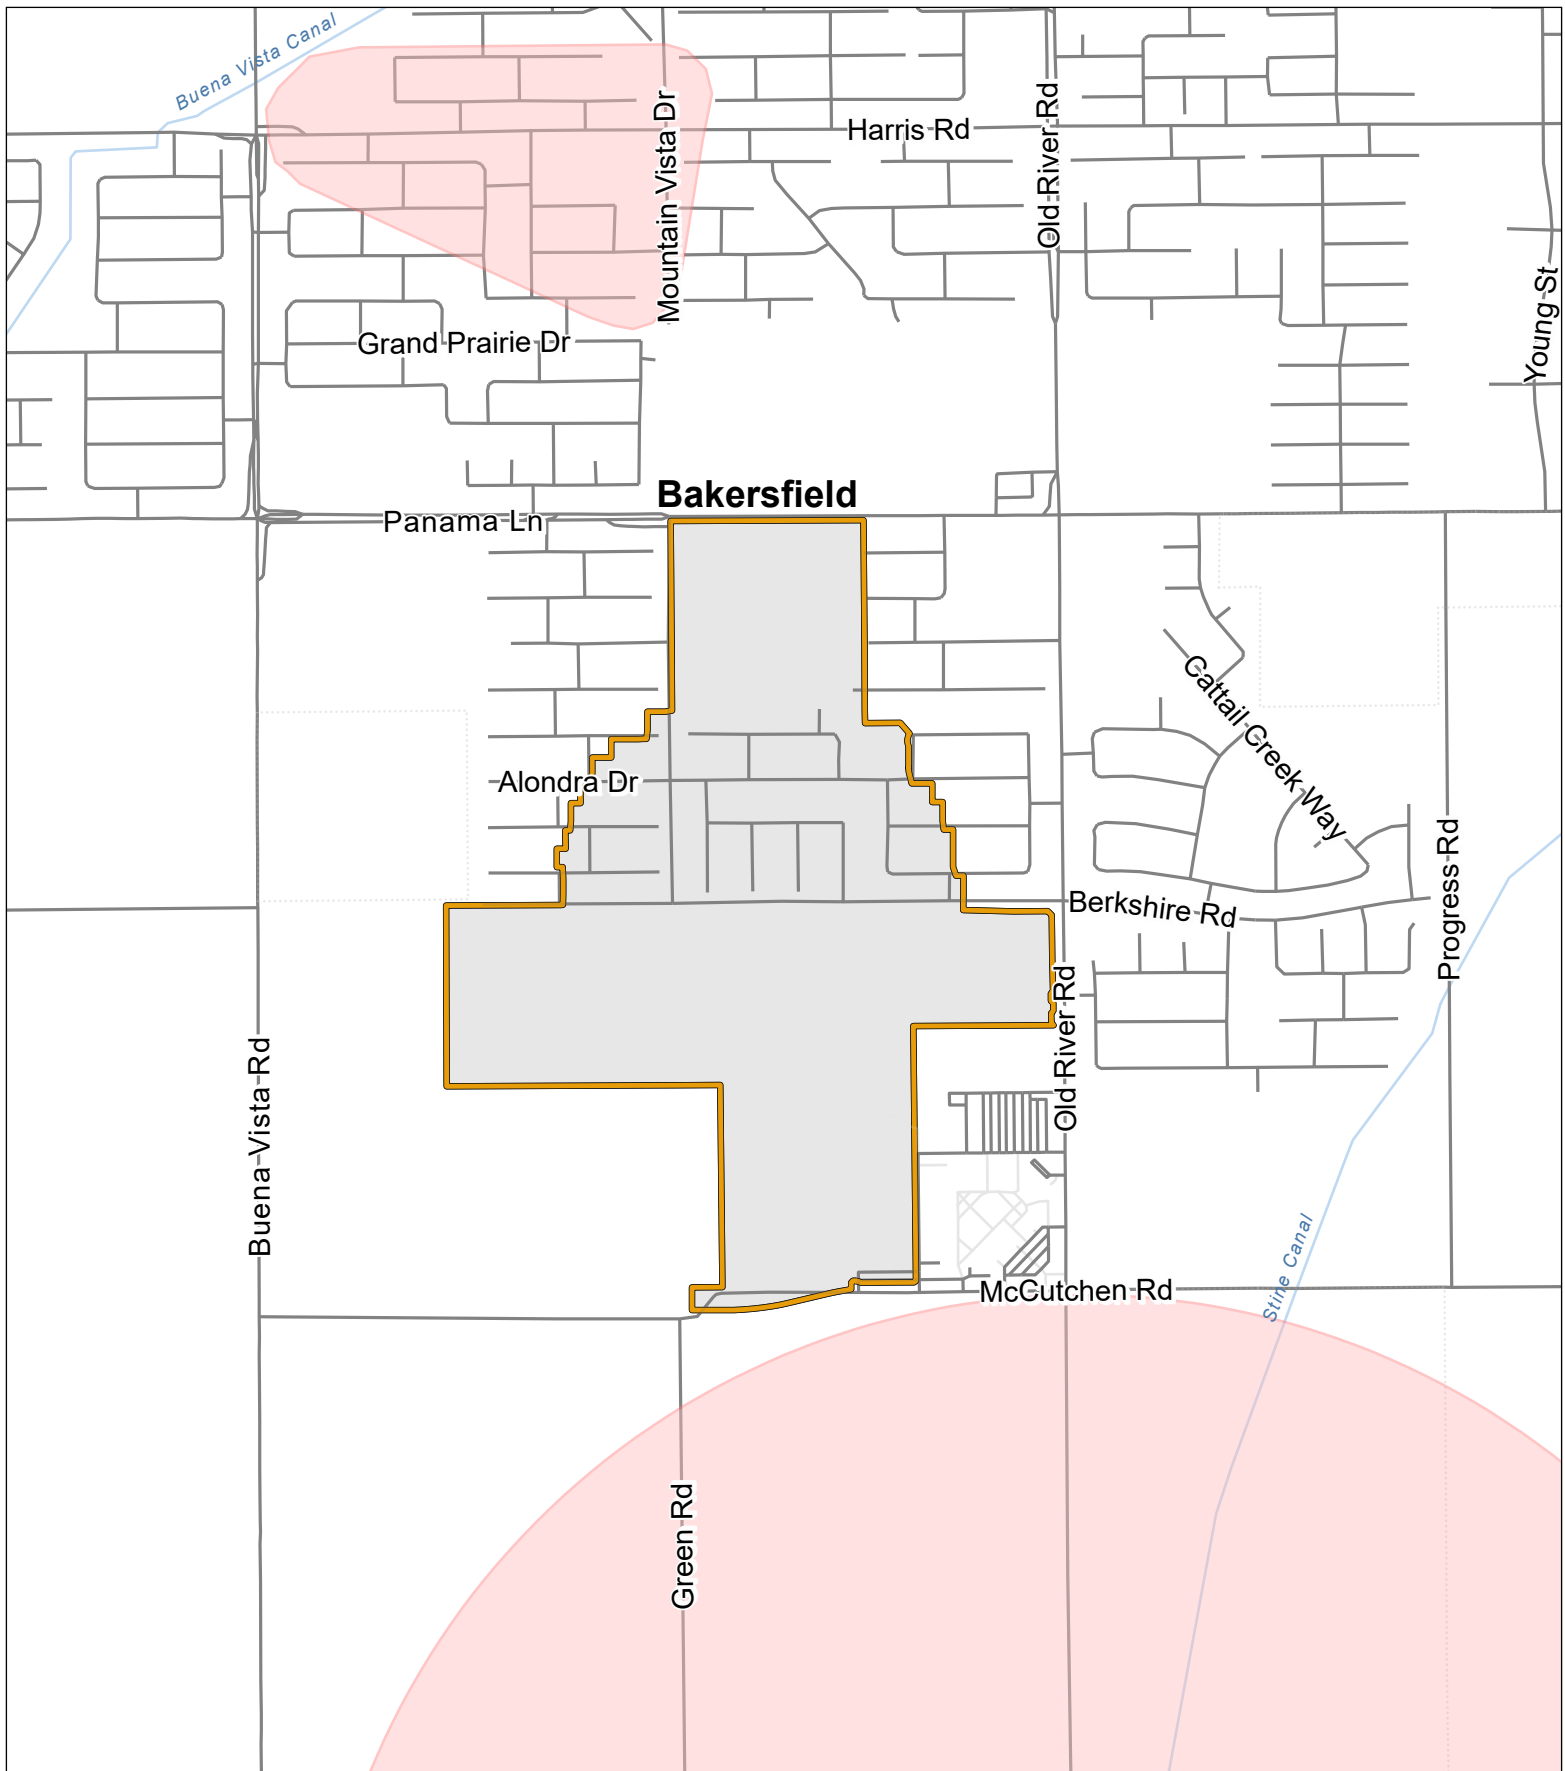 Buena Vista Canal
Mountain Vista Dr
Harris Rd
Old River Rd
Young St
Grand Prairie Dr
Bakersfield
Panama Ln
Cattail Creek Way
Alondra Dr
Progress Rd
Berkshire Rd
Old River Rd
Buena Vista Rd
Stine Canal
McCutchen Rd
Green Rd